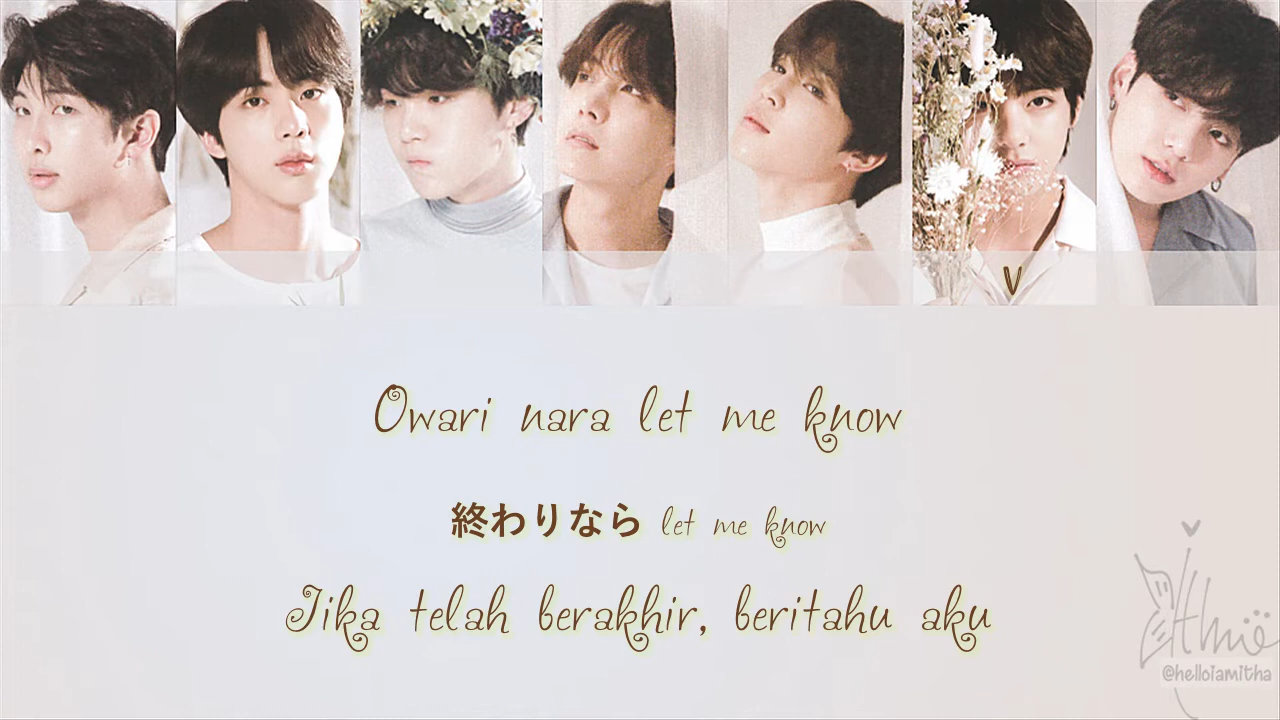 V
Owari nara let me know
終わりなら let me know
Jika telah berakhir, beritahu aku
@helloiamitha